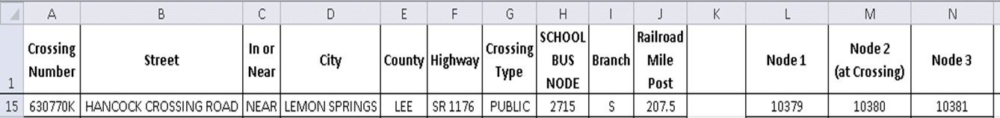 A B C D E F G H I J K L M N
1 Crossing Number Street In or Near City County Highway Crossing Type SCHOOL BUS NODE Branch Railroad Mile Post Node 1 Node 2 (at Crossing) Node 3
15 630770K HANCOCK CROSSING ROAD NEAR LEMON SPRINGS LEE SR 1176 PUBLIC 2715 S 207.5 10379 10380 10381